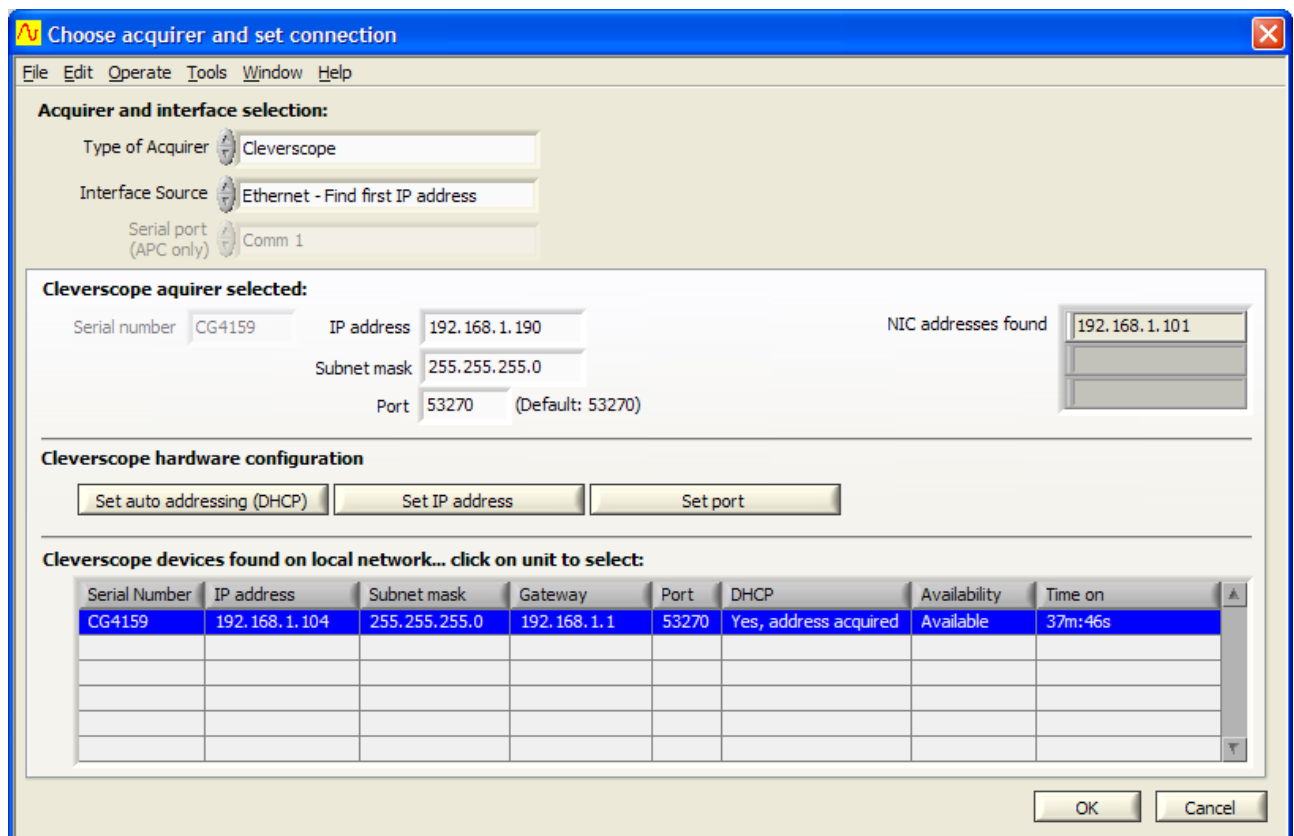 Choose acquirer and set connection
File Edit Operate Tools Window Help
Acquirer and interface selection:
Type of Acquirer Cleverscope
Interface Source Ethernet - Find first IP address
Serial port
(APC only) Comm 1
Cleverscope aquirer selected:
Serial number CG4159 IP address 192.168.1.190 NIC addresses found 192.168.1.101
Subnet mask 255.255.255.0
Port 53270 (Default: 53270)
Cleverscope hardware configuration
Set auto addressing (DHCP) Set IP address Set port
Cleverscope devices found on local network... click on unit to select:
Serial Number IP address Subnet mask Gateway Port DHCP Availability Time on
CG4159 192.168.1.104 255.255.255.0 192.168.1.1 53270 Yes, address acquired Available 37m:46s
OK Cancel